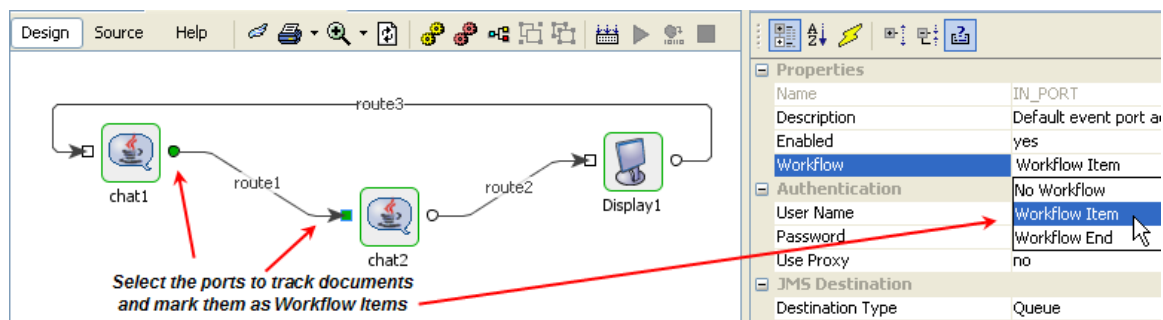 Design Source Help
route3
chat1
route1
chat2
route2
Display1
Select the ports to track documents
and mark them as Workflow Items
Properties
Name IN_PORT
Description Default event port a
Enabled yes
Workflow Workflow Item
No Workflow
Authentication
Workflow Item
User Name
Workflow End
Password
Use Proxy no
JMS Destination
Destination Type Queue